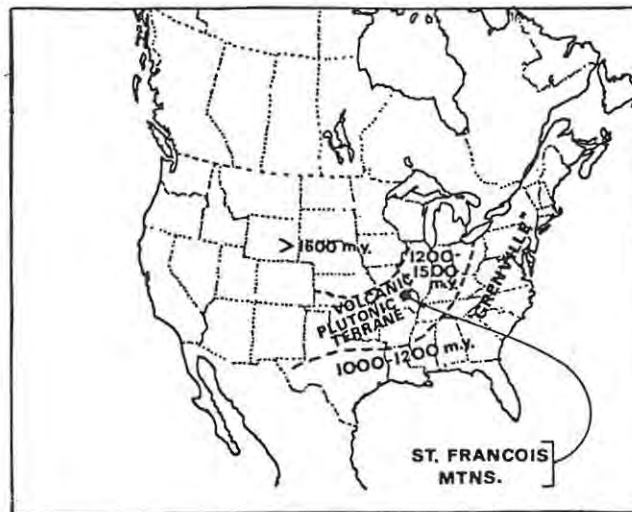 > 1600 m.y.
1200-
1500
m.y.
"GRENVILLE"
VOLCANIC
PLUTONIC
TERRANE
1000-1200 m.y.
ST. FRANCOIS
MTNS.